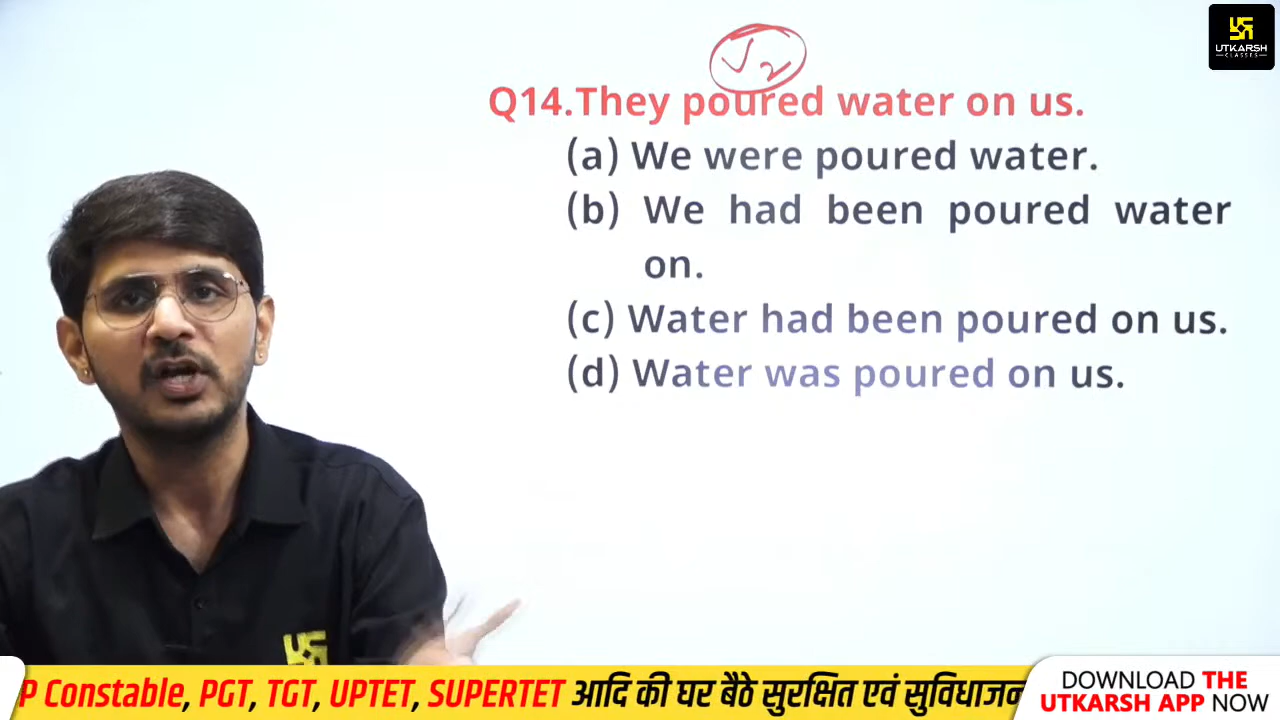 UTKARSH
CLASSES
V2
Q14.They poured water on us.
(a) We were poured water.
(b) We had been poured water
on.
(c) Water had been poured on us.
(d) Water was poured on us.
P Constable, PGT, TGT, UPTET, SUPERTET आदि की घर बैठे सुरक्षित एवं सुविधाजन
DOWNLOAD THE
UTKARSH APP NOW